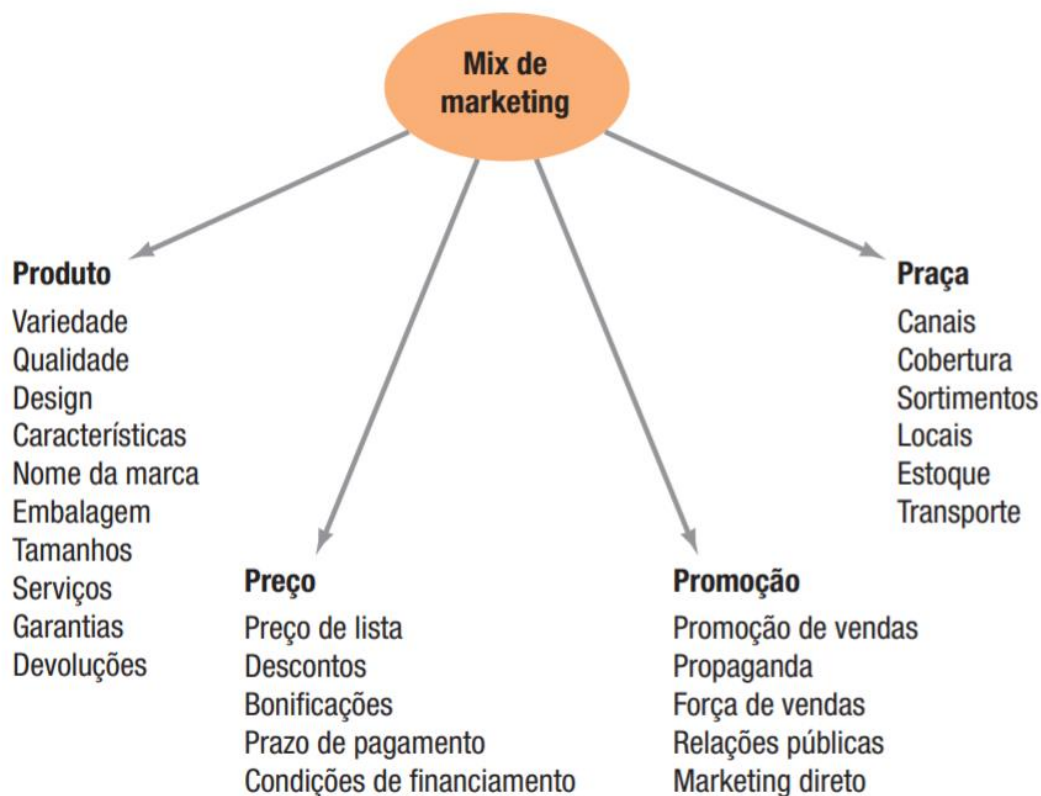 Mix de
marketing
Produto
Variedade
Qualidade
Design
Características
Nome da marca
Embalagem
Tamanhos
Serviços
Garantias
Devoluções
Preço
Preço de lista
Descontos
Bonificações
Prazo de pagamento
Condições de financiamento
Promoção
Promoção de vendas
Propaganda
Força de vendas
Relações públicas
Marketing direto
Praça
Canais
Cobertura
Sortimentos
Locais
Estoque
Transporte